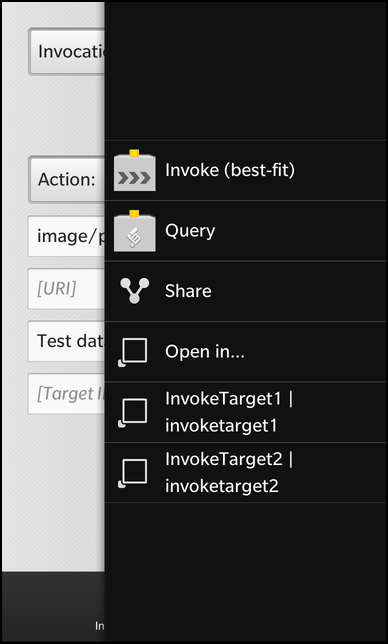 Invocati
Action:
image/p
[URI]
Test dat
[Target I
In
Invoke (best-fit)
Query
Share
Open in...
InvokeTarget1 |
invoketarget1
InvokeTarget2 |
invoketarget2